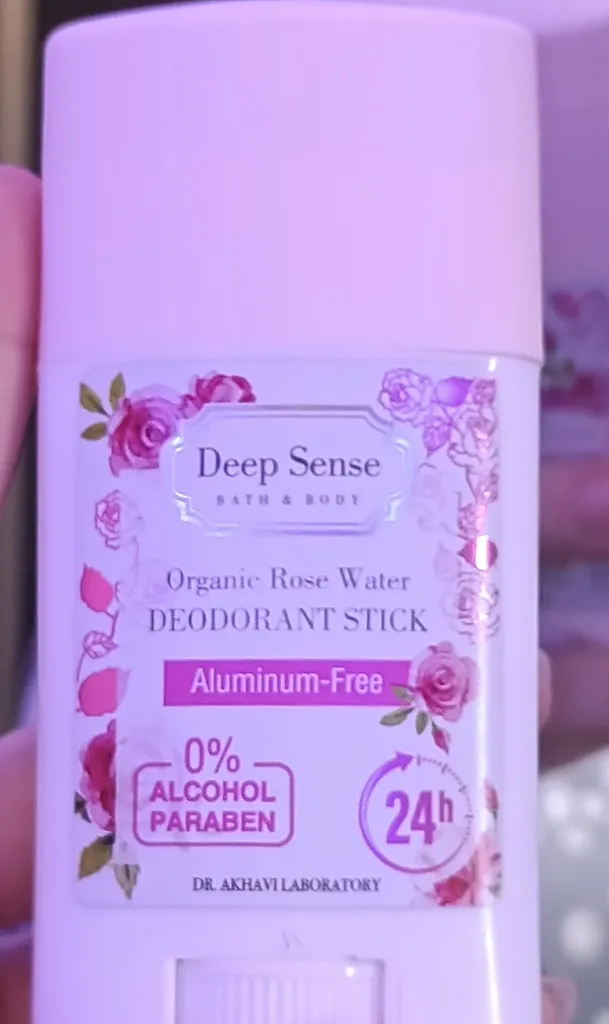 Deep Sense
BATH & BODY
Organic Rose Water
DEODORANT STICK
Aluminum-Free
0%
ALCOHOL
PARABEN
24h
DR. AKHAVI LABORATORY